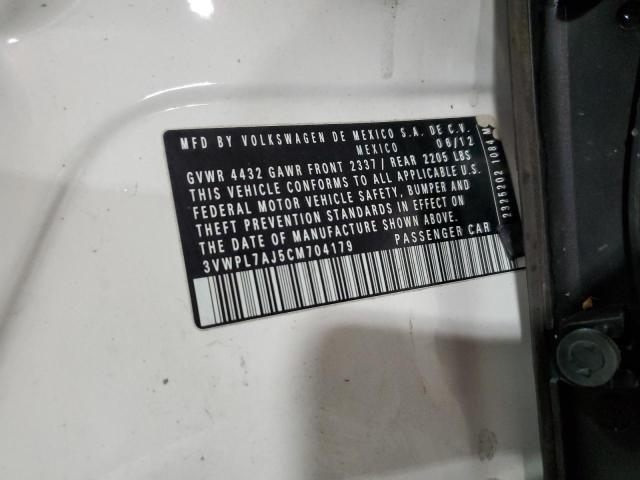 MFD BY VOLKSWAGEN DE MEXICO S.A. DE C.V.
MEXICO 06/12
GVWR 4432 GAWR FRONT 2337 / REAR 2205 LBS
THIS VEHICLE CONFORMS TO ALL APPLICABLE U.S.
FEDERAL MOTOR VEHICLE SAFETY, BUMPER AND
THEFT PREVENTION STANDARDS IN EFFECT ON
THE DATE OF MANUFACTURE SHOWN ABOVE.
3VWPL7AJ5CM704179 PASSENGER CAR
2325202 1084 M